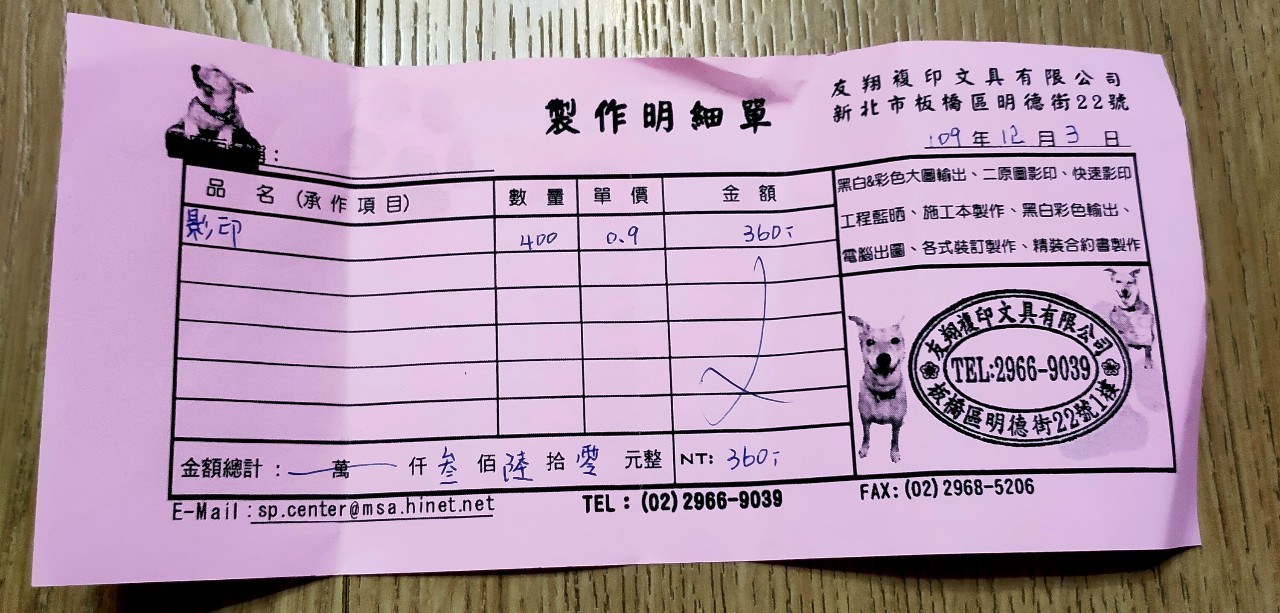 製作明細單
友翔複印文具有限公司
新北市板橋區明德街22號
109年12月3日
:
品名(承作項目) 數量 單價 金額
影印 400 0.9 360
黑白&彩色大圖輸出、二原圖影印、快速影印
工程藍晒、施工本製作、黑白彩色輸出、
電腦出圖、各式裝訂製作、精裝合約書製作
友翔複印文具有限公司
TEL:2966-9039
板橋區明德街22號1樓
金額總計: 萬 仟 叁 佰 陸 拾 零 元整 NT: 360
E-Mail:sp.center@msa.hinet.net TEL:(02)2966-9039 FAX:(02)2968-5206